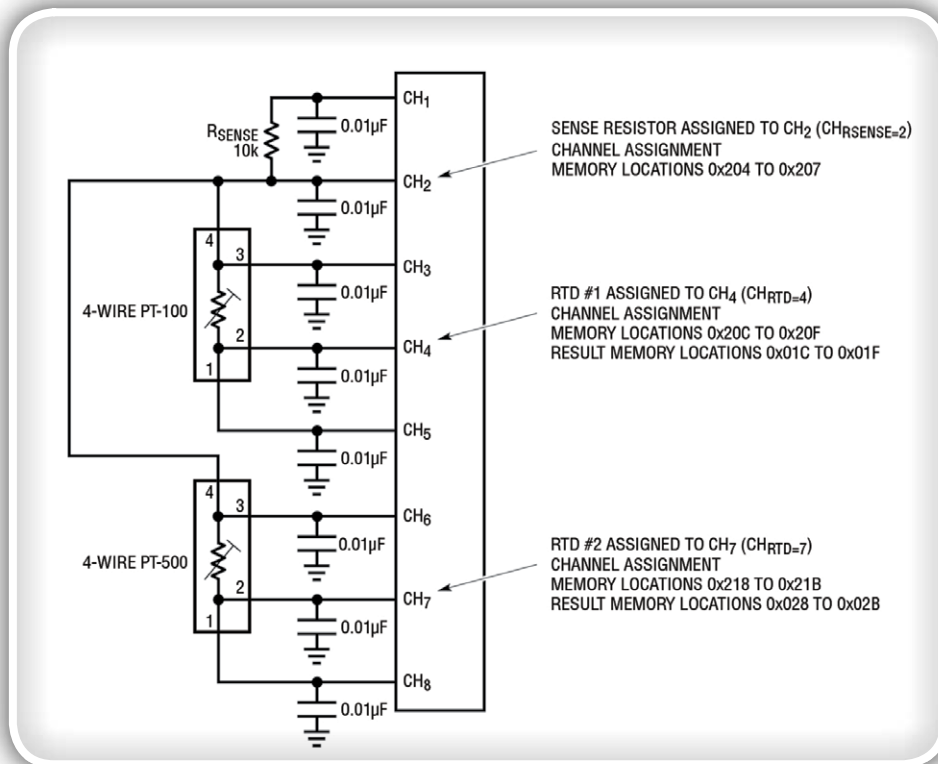 CH1
0.01µF
RSENSE
10k
CH2
0.01µF
SENSE RESISTOR ASSIGNED TO CH2 (CHRSENSE=2)
CHANNEL ASSIGNMENT
MEMORY LOCATIONS 0x204 TO 0x207
4-WIRE PT-100
4
3
2
1
CH3
0.01µF
CH4
0.01µF
RTD #1 ASSIGNED TO CH4 (CHRTD=4)
CHANNEL ASSIGNMENT
MEMORY LOCATIONS 0x20C TO 0x20F
RESULT MEMORY LOCATIONS 0x01C TO 0x01F
CH5
0.01µF
4-WIRE PT-500
4
3
2
1
CH6
0.01µF
CH7
0.01µF
RTD #2 ASSIGNED TO CH7 (CHRTD=7)
CHANNEL ASSIGNMENT
MEMORY LOCATIONS 0x218 TO 0x21B
RESULT MEMORY LOCATIONS 0x028 TO 0x02B
CH8
0.01µF